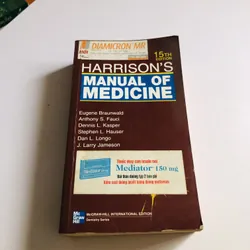 DIAMICRON MR
15TH
EDITION
HARRISON'S
MANUAL OF
MEDICINE
Eugene Braunwald
Anthony S. Fauci
Dennis L. Kasper
Stephen L. Hauser
Dan L. Longo
J. Larry Jameson
Mediator 150 mg
Mc
Graw
Hill
McGRAW-HILL INTERNATIONAL EDITION